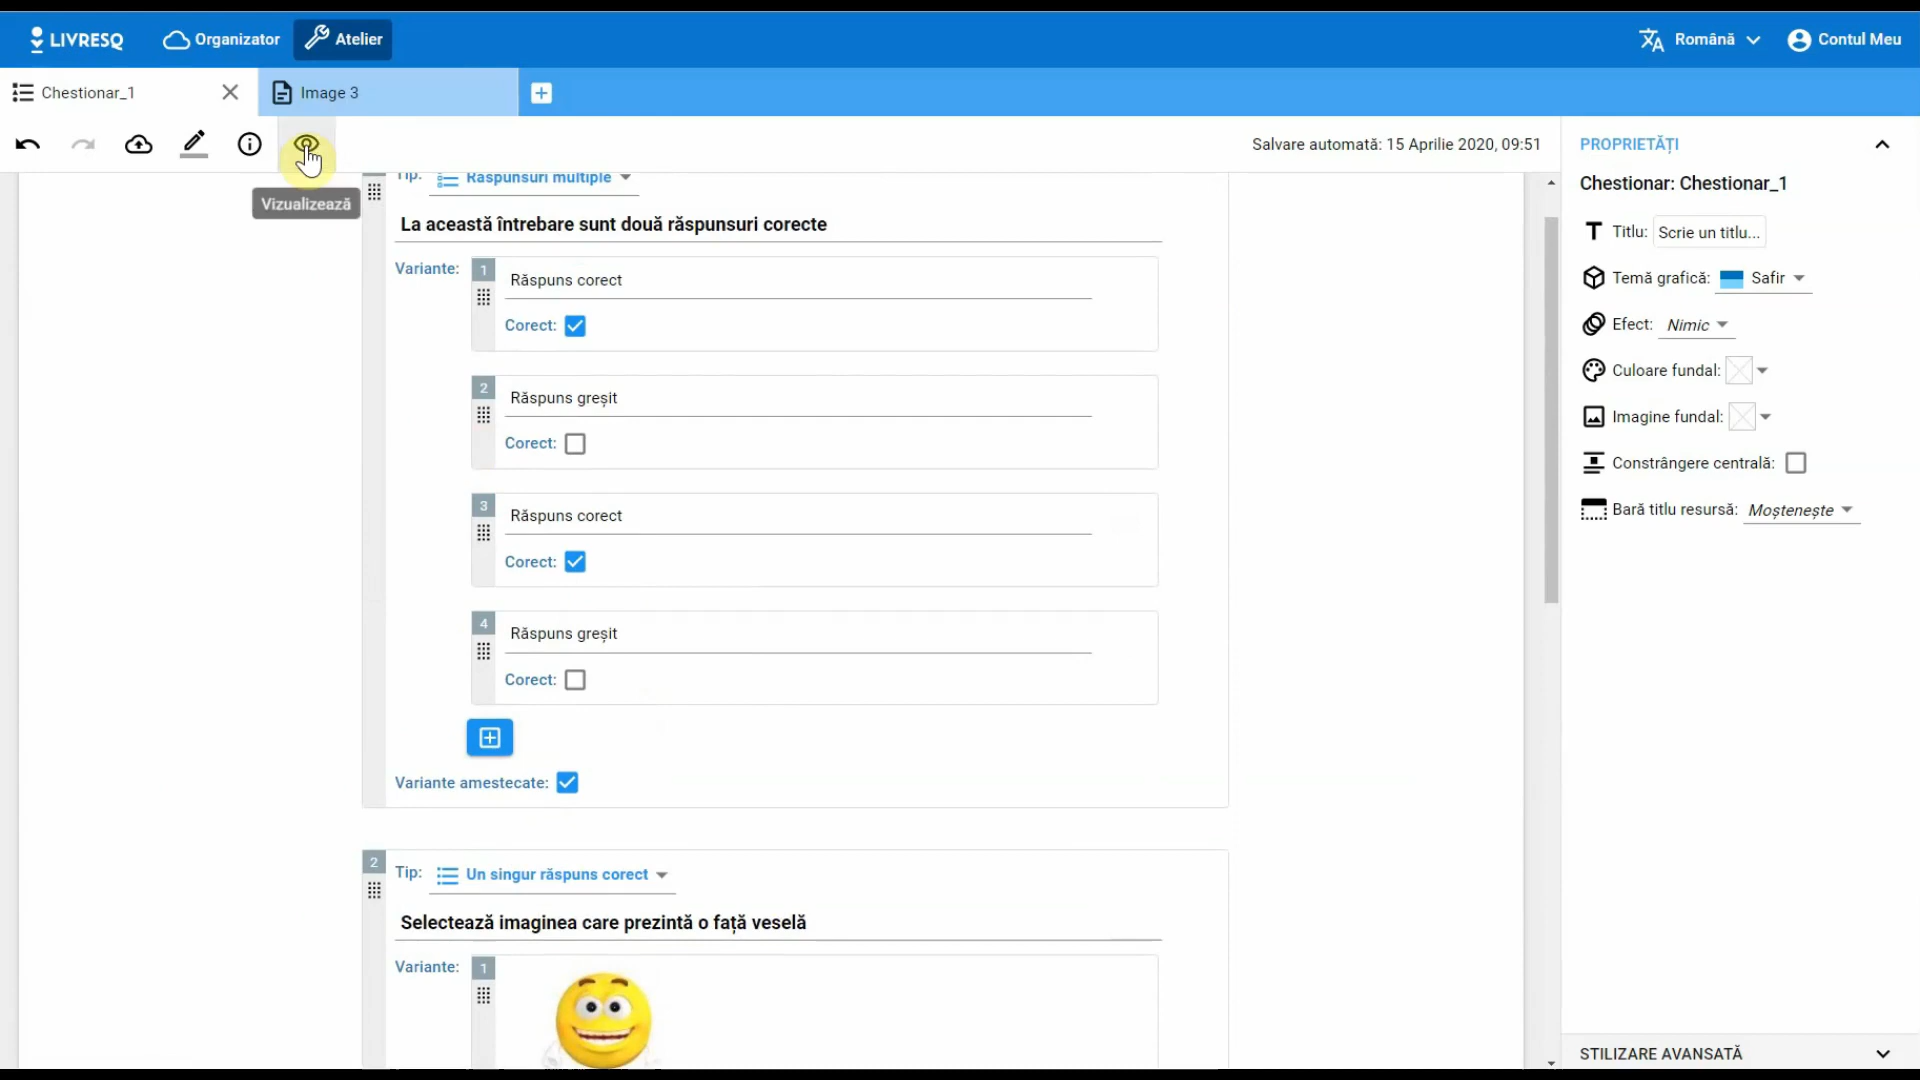 LIVRESQ
Organizator
Atelier
Română
Contul Meu
Chestionar_1
Image 3
Salvare automată: 15 Aprilie 2020, 09:51
Vizualizează
Tip: Răspunsuri multiple
La această întrebare sunt două răspunsuri corecte
Variante:
1
Răspuns corect
Corect:
2
Răspuns greșit
Corect:
3
Răspuns corect
Corect:
4
Răspuns greșit
Corect:
Variante amestecate:
2
Tip: Un singur răspuns corect
Selectează imaginea care prezintă o față veselă
Variante:
1
PROPRIETĂȚI
Chestionar: Chestionar_1
Titlu: Scrie un titlu...
Temă grafică: Safir
Efect: Nimic
Culoare fundal:
Imagine fundal:
Constrângere centrală:
Bară titlu resursă: Moștenește
STILIZARE AVANSATĂ